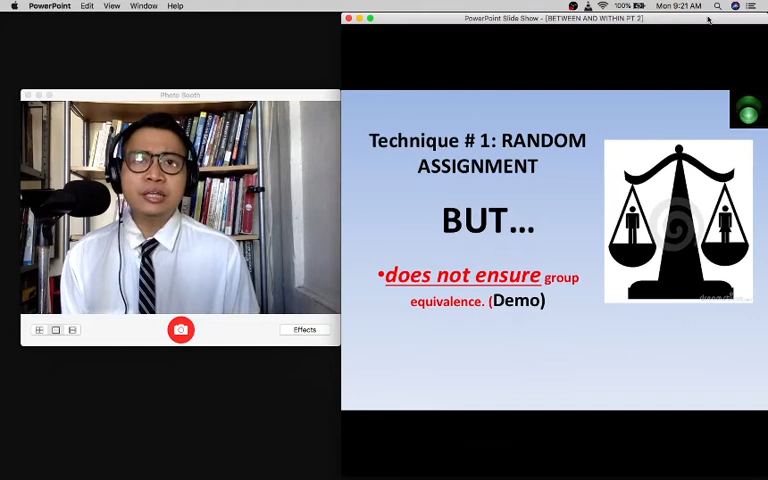 PowerPoint Edit View Window Help
100% Mon 9:21 AM
PowerPoint Slide Show - [BETWEEN AND WITHIN PT 2]
Photo Booth
Technique # 1: RANDOM
ASSIGNMENT
BUT...
•does not ensure group
equivalence. (Demo)
Effects